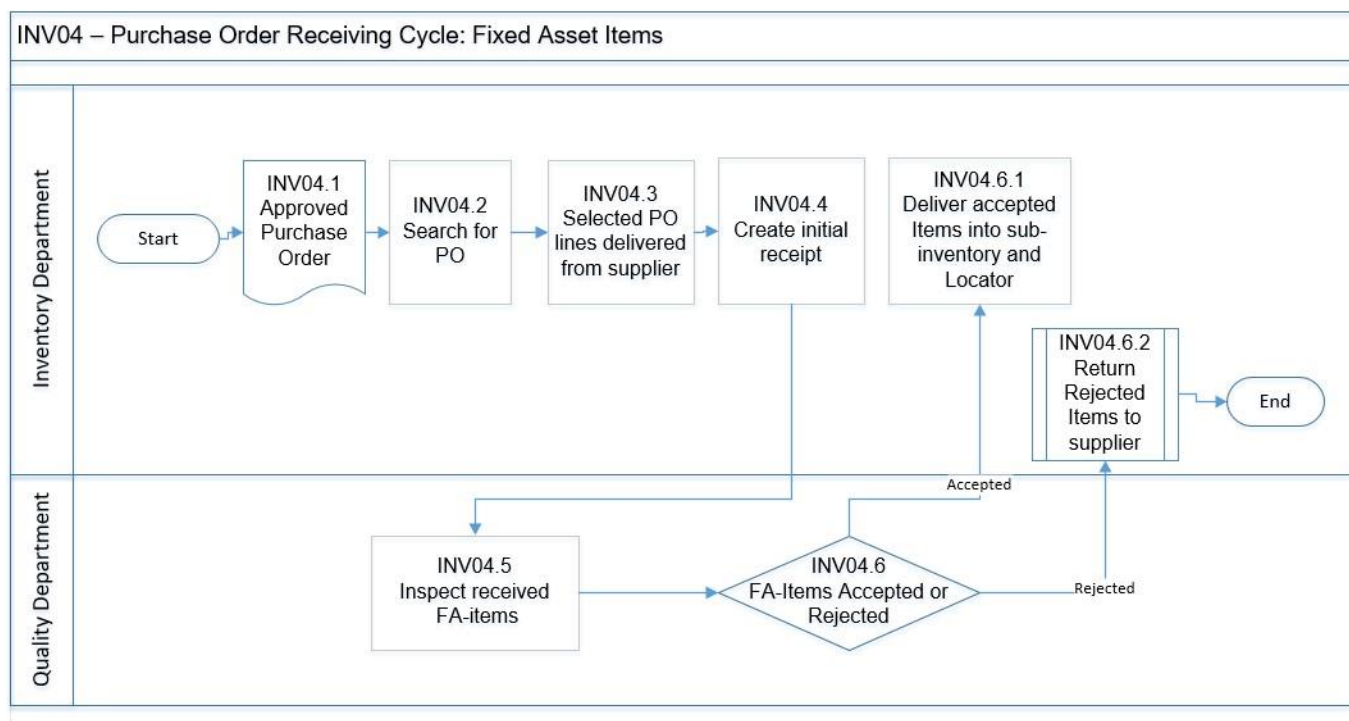 INV04 – Purchase Order Receiving Cycle: Fixed Asset Items
Inventory Department
Start
INV04.1
Approved
Purchase
Order
INV04.2
Search for
PO
INV04.3
Selected PO
lines delivered
from supplier
INV04.4
Create initial
receipt
INV04.6.1
Deliver accepted
Items into sub-
inventory and
Locator
INV04.6.2
Return
Rejected
Items to
supplier
End
Quality Department
INV04.5
Inspect received
FA-items
INV04.6
FA-Items Accepted or
Rejected
Accepted
Rejected